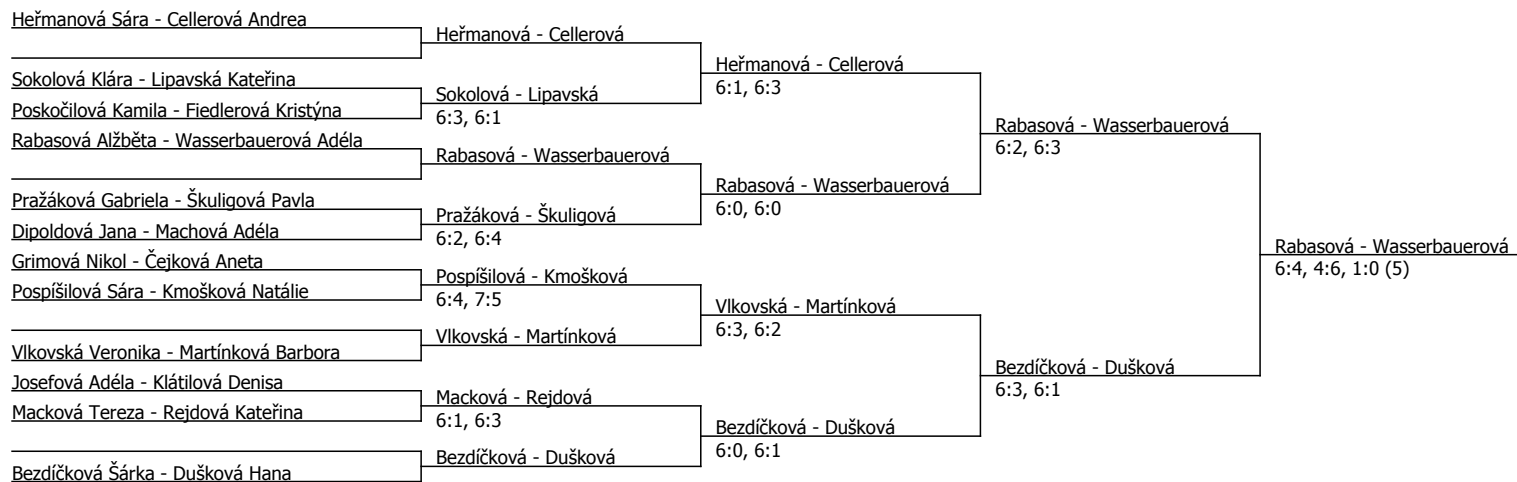 Heřmanová Sára - Cellerová Andrea
Sokolová Klára - Lipavská Kateřina
Poskočilová Kamila - Fiedlerová Kristýna
Rabasová Alžběta - Wasserbauerová Adéla
Pražáková Gabriela - Škuligová Pavla
Dipoldová Jana - Machová Adéla
Grimová Nikol - Čejková Aneta
Pospíšilová Sára - Kmošková Natálie
Vlkovská Veronika - Martínková Barbora
Josefová Adéla - Klátilová Denisa
Macková Tereza - Rejdová Kateřina
Bezdíčková Šárka - Dušková Hana
Heřmanová - Cellerová
Sokolová - Lipavská
6:3, 6:1
Rabasová - Wasserbauerová
Pražáková - Škuligová
6:2, 6:4
Pospíšilová - Kmošková
6:4, 7:5
Vlkovská - Martínková
Macková - Rejdová
6:1, 6:3
Bezdíčková - Dušková
Heřmanová - Cellerová
6:1, 6:3
Rabasová - Wasserbauerová
6:0, 6:0
Vlkovská - Martínková
6:3, 6:2
Bezdíčková - Dušková
6:0, 6:1
Rabasová - Wasserbauerová
6:2, 6:3
Bezdíčková - Dušková
6:3, 6:1
Rabasová - Wasserbauerová
6:4, 4:6, 1:0 (5)